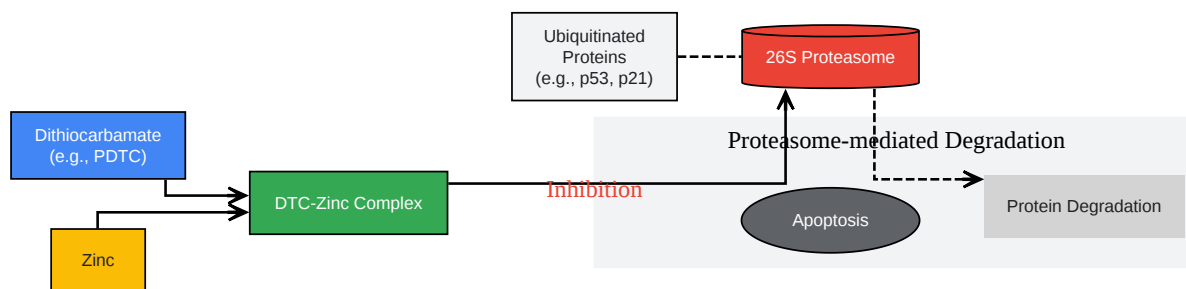 Ubiquitinated
Proteins
(e.g., p53, p21)
26S Proteasome
Dithiocarbamate
(e.g., PDTC)
Proteasome-mediated Degradation
Inhibition
DTC-Zinc Complex
Apoptosis
Protein Degradation
Zinc